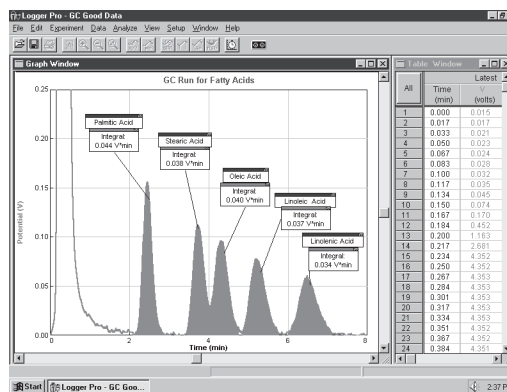 Logger Pro - GC Good Data
File Edit Experiment Data Analyze View Setup Window Help
Graph Window
GC Run for Fatty Acids
0.25
0.20
0.15
0.10
0.05
0.00
Potential (V)
0
2
4
6
8
Time (min)
Palmitic Acid
Integral:
0.044 V*min
Stearic Acid
Integral:
0.038 V*min
Oleic Acid
Integral:
0.040 V*min
Linoleic Acid
Integral:
0.037 V*min
Linolenic Acid
Integral:
0.034 V*min
Table Window
All
Latest
Time V
(min) (volts)
1 0.000 0.015
2 0.017 0.017
3 0.033 0.021
4 0.050 0.023
5 0.067 0.024
6 0.083 0.028
7 0.100 0.032
8 0.117 0.035
9 0.134 0.045
10 0.150 0.074
11 0.167 0.170
12 0.184 0.452
13 0.200 1.163
14 0.217 2.681
15 0.234 4.352
16 0.250 4.352
17 0.267 4.353
18 0.284 4.353
19 0.301 4.353
20 0.317 4.353
21 0.334 4.353
22 0.351 4.352
23 0.367 4.352
24 0.384 4.351
Start
Logger Pro - GC Goo...
2:37 P